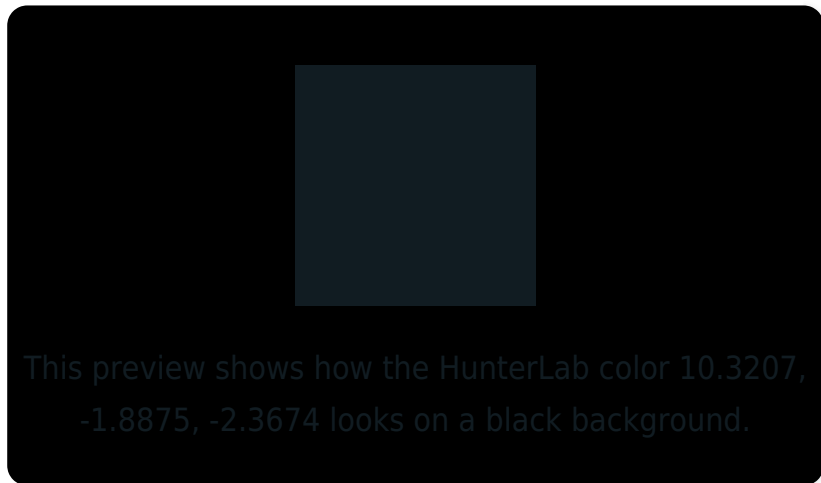 This preview shows how the HunterLab color 10.3207,
-1.8875, -2.3674 looks on a black background.